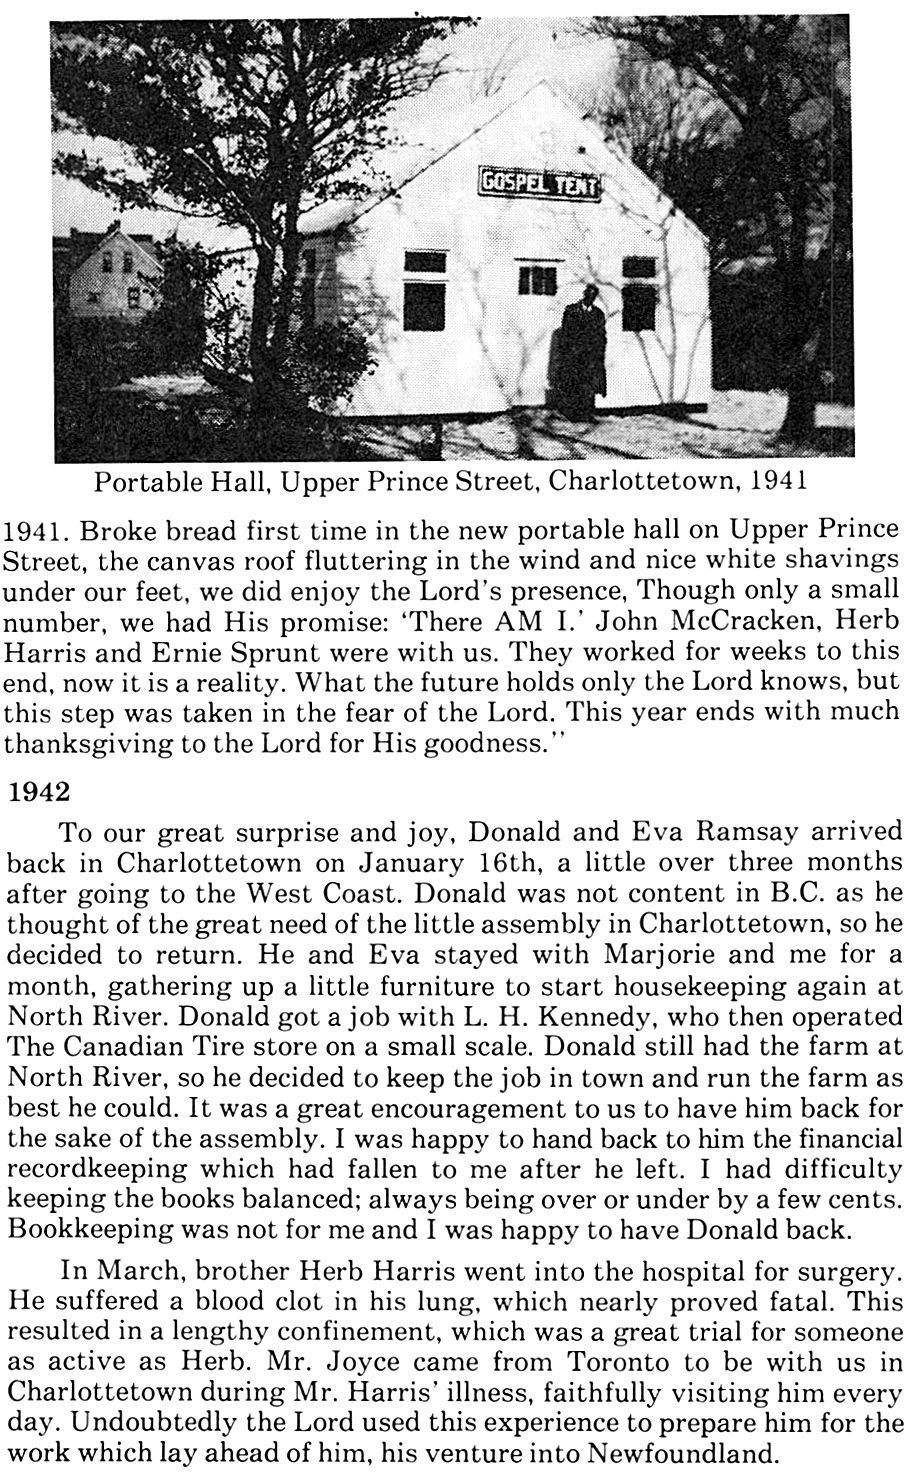 GOSPEL TENT
Portable Hall, Upper Prince Street, Charlottetown, 1941
1941. Broke bread first time in the new portable hall on Upper Prince
Street, the canvas roof fluttering in the wind and nice white shavings
under our feet, we did enjoy the Lord's presence, Though only a small
number, we had His promise: 'There AM I.' John McCracken, Herb
Harris and Ernie Sprunt were with us. They worked for weeks to this
end, now it is a reality. What the future holds only the Lord knows, but
this step was taken in the fear of the Lord. This year ends with much
thanksgiving to the Lord for His goodness."
1942
To our great surprise and joy, Donald and Eva Ramsay arrived
back in Charlottetown on January 16th, a little over three months
after going to the West Coast. Donald was not content in B.C. as he
thought of the great need of the little assembly in Charlottetown, so he
decided to return. He and Eva stayed with Marjorie and me for a
month, gathering up a little furniture to start housekeeping again at
North River. Donald got a job with L. H. Kennedy, who then operated
The Canadian Tire store on a small scale. Donald still had the farm at
North River, so he decided to keep the job in town and run the farm as
best he could. It was a great encouragement to us to have him back for
the sake of the assembly. I was happy to hand back to him the financial
recordkeeping which had fallen to me after he left. I had difficulty
keeping the books balanced; always being over or under by a few cents.
Bookkeeping was not for me and I was happy to have Donald back.
In March, brother Herb Harris went into the hospital for surgery.
He suffered a blood clot in his lung, which nearly proved fatal. This
resulted in a lengthy confinement, which was a great trial for someone
as active as Herb. Mr. Joyce came from Toronto to be with us in
Charlottetown during Mr. Harris' illness, faithfully visiting him every
day. Undoubtedly the Lord used this experience to prepare him for the
work which lay ahead of him, his venture into Newfoundland.